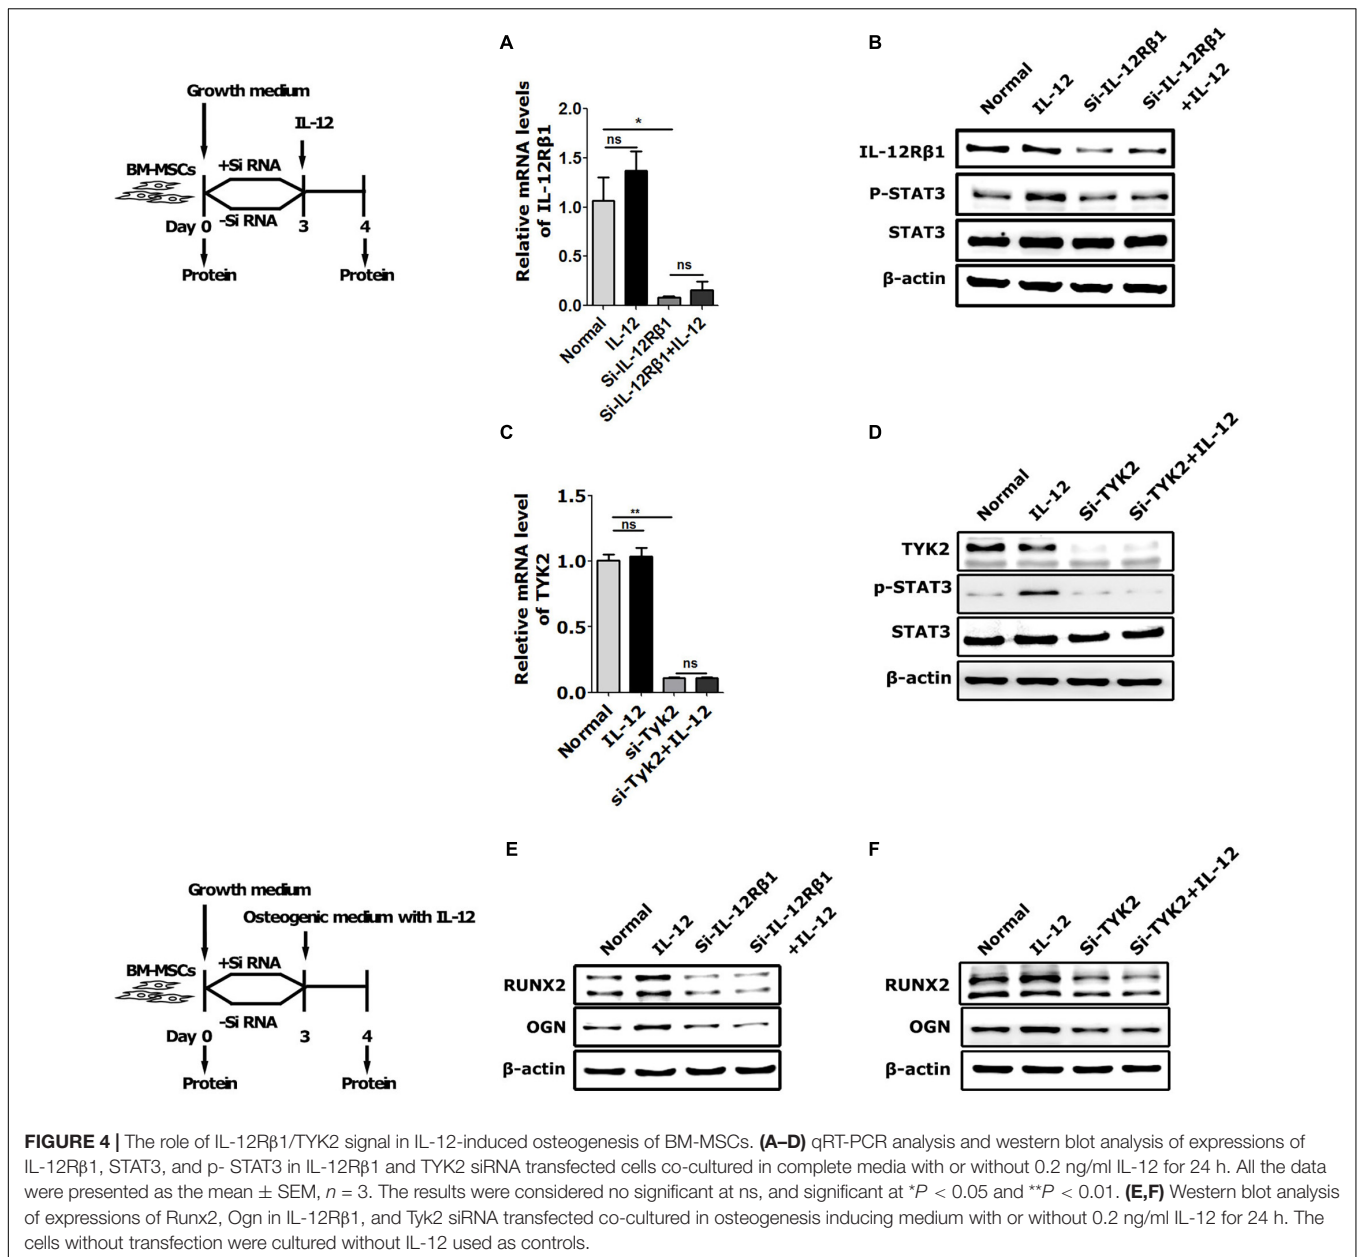 A
B
Growth medium
IL-12
BM-MSCs
+Si RNA
-Si RNA
Day 0
3
4
Protein
Protein
Relative mRNA levels
of IL-12Rβ1
2.0
1.5
1.0
0.5
0.0
*
ns
ns
Normal
IL-12
Si-IL-12Rβ1
Si-IL-12Rβ1+IL-12
Normal
IL-12
Si-IL-12Rβ1
Si-IL-12Rβ1
+IL-12
IL-12Rβ1
P-STAT3
STAT3
β-actin
C
D
Reletive mRNA level
of TYK2
1.5
1.0
0.5
0.0
**
ns
ns
Normal
IL-12
si-Tyk2
si-Tyk2+IL-12
Normal
IL-12
Si-TYK2
Si-TYK2+IL-12
TYK2
p-STAT3
STAT3
β-actin
E
F
Growth medium
Osteogenic medium with IL-12
BM-MSCs
+Si RNA
-Si RNA
Day 0
3
4
Protein
Protein
Normal
IL-12
Si-IL-12Rβ1
Si-IL-12Rβ1
+IL-12
RUNX2
OGN
β-actin
Normal
IL-12
Si-TYK2
Si-TYK2+IL-12
RUNX2
OGN
β-actin
FIGURE 4 | The role of IL-12Rβ1/TYK2 signal in IL-12-induced osteogenesis of BM-MSCs. (A–D) qRT-PCR analysis and western blot analysis of expressions of
IL-12Rβ1, STAT3, and p- STAT3 in IL-12Rβ1 and TYK2 siRNA transfected cells co-cultured in complete media with or without 0.2 ng/ml IL-12 for 24 h. All the data
were presented as the mean ± SEM, n = 3. The results were considered no significant at ns, and significant at *P < 0.05 and **P < 0.01. (E,F) Western blot analysis
of expressions of Runx2, Ogn in IL-12Rβ1, and Tyk2 siRNA transfected co-cultured in osteogenesis inducing medium with or without 0.2 ng/ml IL-12 for 24 h. The
cells without transfection were cultured without IL-12 used as controls.